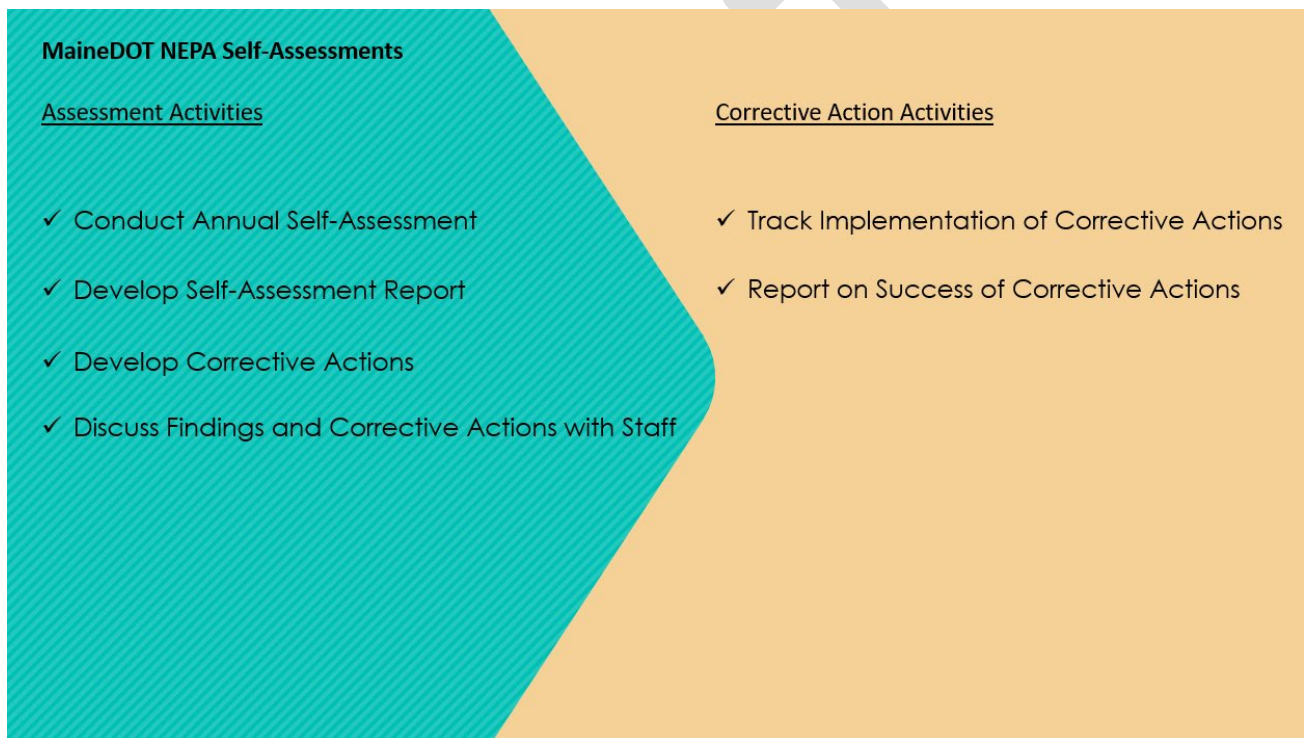 MaineDOT NEPA Self-Assessments
Assessment Activities
✓ Conduct Annual Self-Assessment
✓ Develop Self-Assessment Report
✓ Develop Corrective Actions
✓ Discuss Findings and Corrective Actions with Staff
Corrective Action Activities
✓ Track Implementation of Corrective Actions
✓ Report on Success of Corrective Actions